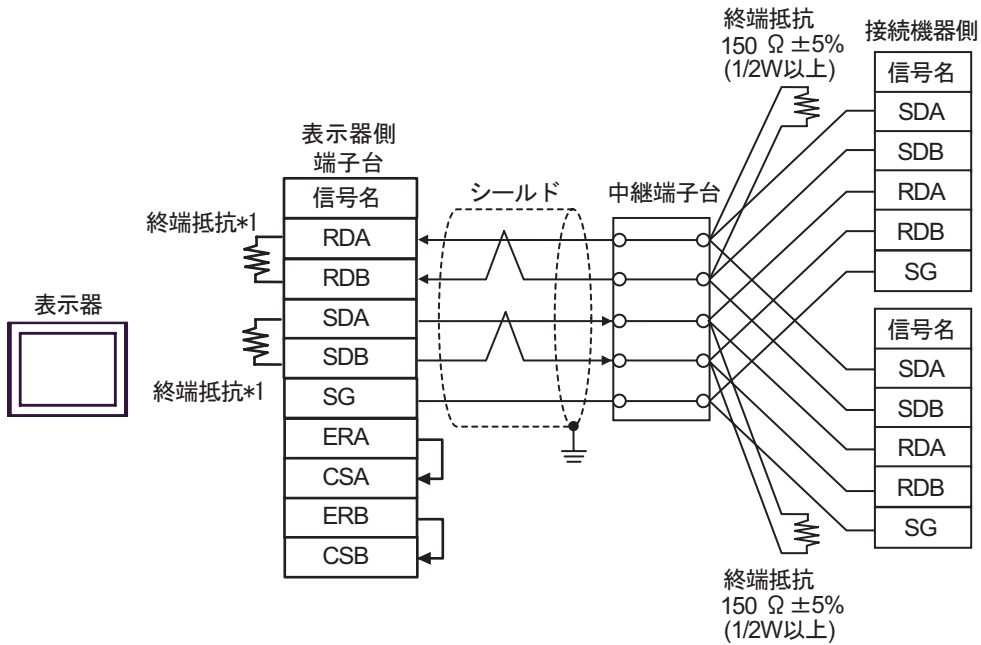 終端抵抗
150 Ω ±5%
(1/2W以上)
接続機器側
信号名
SDA
SDB
RDA
RDB
SG
表示器側
端子台
信号名
RDA
RDB
SDA
SDB
SG
ERA
CSA
ERB
CSB
終端抵抗*1
終端抵抗*1
表示器
シールド
中継端子台
信号名
SDA
SDB
RDA
RDB
SG
終端抵抗
150 Ω ±5%
(1/2W以上)